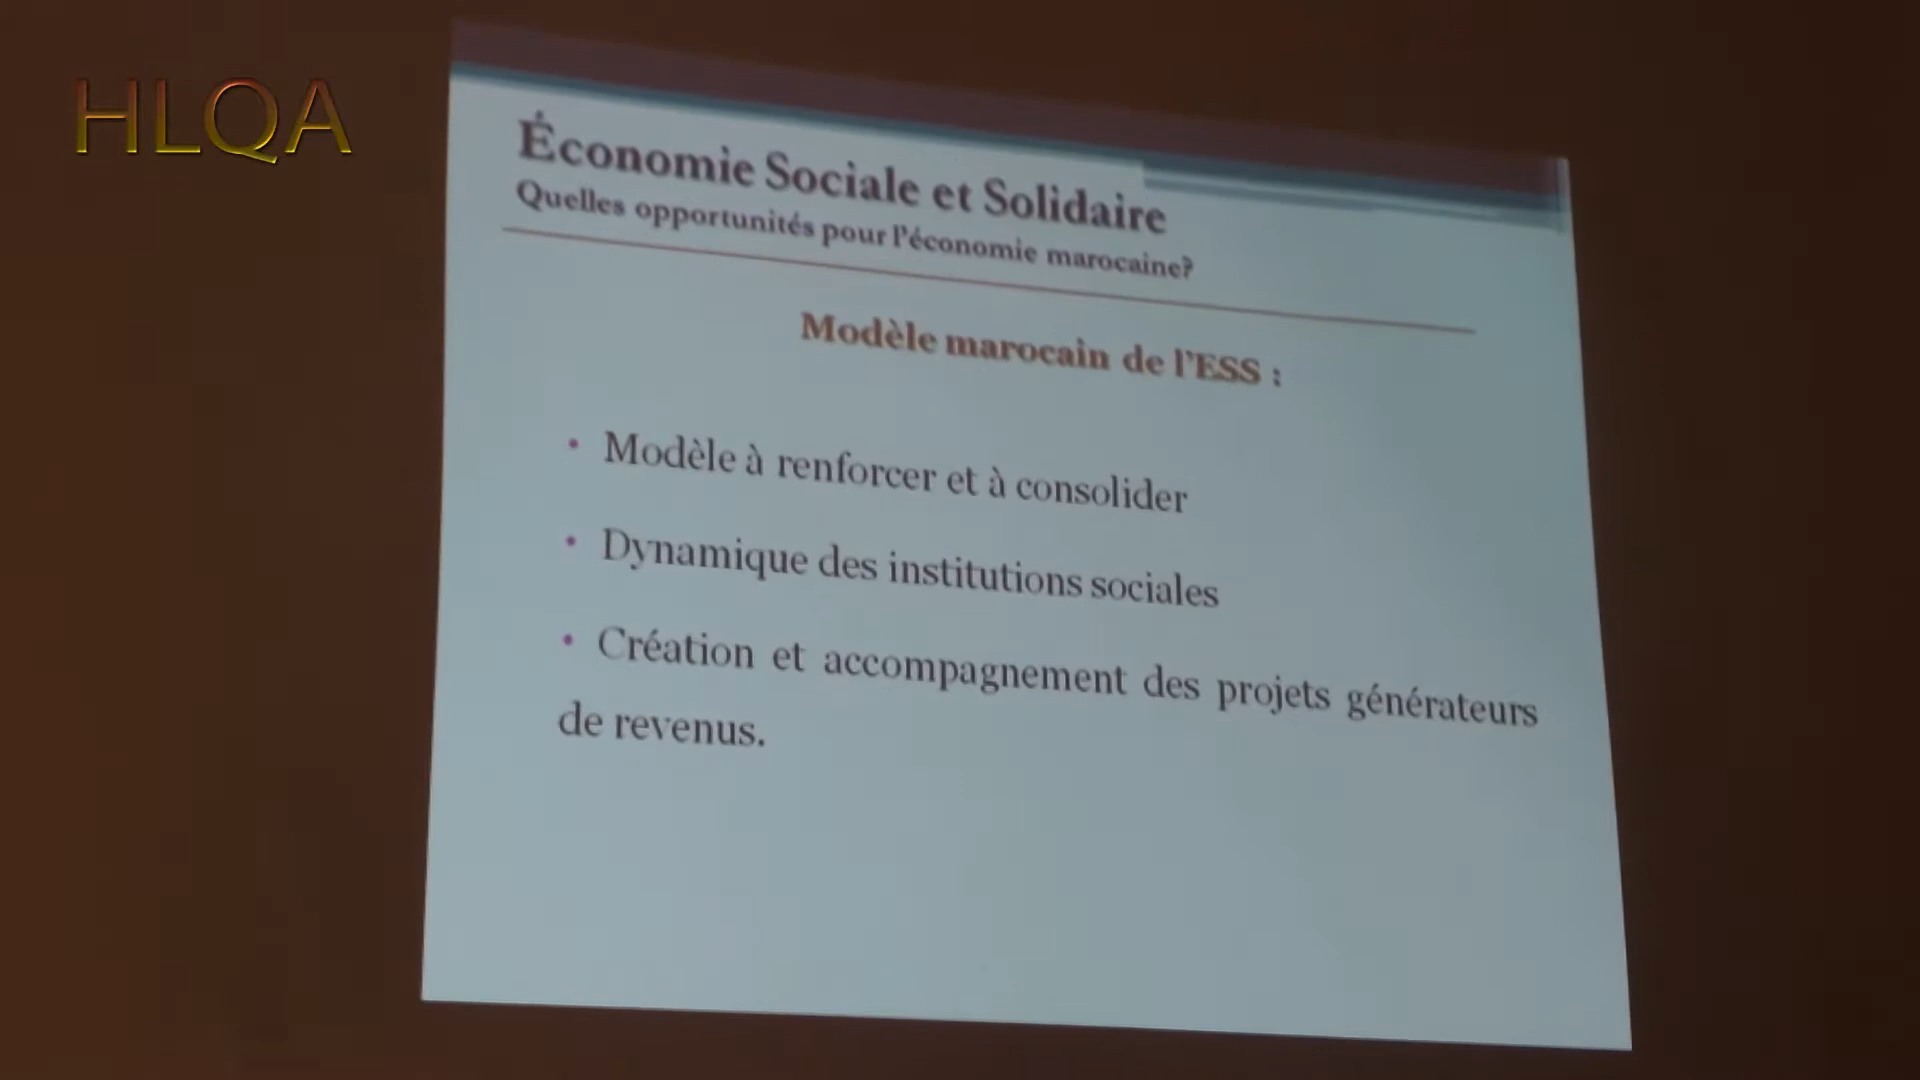 HLQA
Économie Sociale et Solidaire
Quelles opportunités pour l'économie marocaine?
Modèle marocain de l'ESS :
• Modèle à renforcer et à consolider
• Dynamique des institutions sociales
• Création et accompagnement des projets générateurs
de revenus.